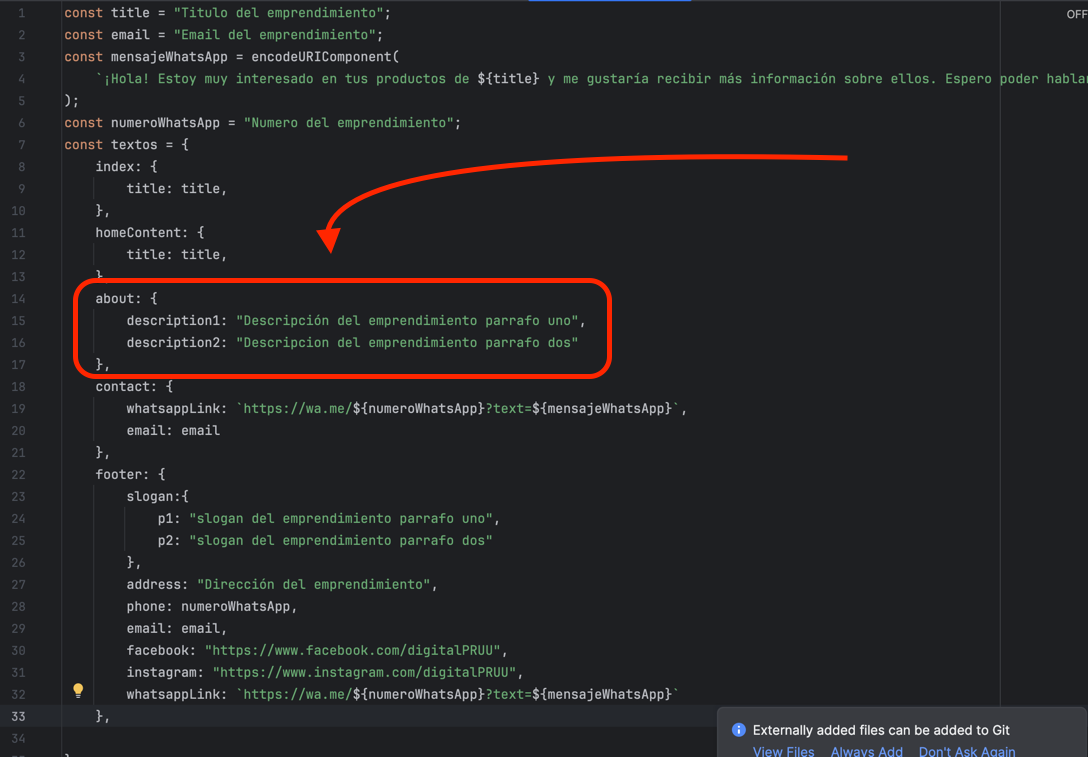 OFF
1 const title = "Titulo del emprendimiento";
2 const email = "Email del emprendimiento";
3 const mensajeWhatsApp = encodeURIComponent(
4 `¡Hola! Estoy muy interesado en tus productos de ${title} y me gustaría recibir más información sobre ellos. Espero poder hablar
5 );
6 const numeroWhatsApp = "Numero del emprendimiento";
7 const textos = {
8 index: {
9 title: title,
10 },
11 homeContent: {
12 title: title,
13 },
14 about: {
15 description1: "Descripción del emprendimiento parrafo uno",
16 description2: "Descripcion del emprendimiento parrafo dos"
17 },
18 contact: {
19 whatsappLink: `https://wa.me/${numeroWhatsApp}?text=${mensajeWhatsApp}`,
20 email: email
21 },
22 footer: {
23 slogan:{
24 p1: "slogan del emprendimiento parrafo uno",
25 p2: "slogan del emprendimiento parrafo dos"
26 },
27 address: "Dirección del emprendimiento",
28 phone: numeroWhatsApp,
29 email: email,
30 facebook: "https://www.facebook.com/digitalPRUU",
31 instagram: "https://www.instagram.com/digitalPRUU",
32 whatsappLink: `https://wa.me/${numeroWhatsApp}?text=${mensajeWhatsApp}`
33 },
34
Externally added files can be added to Git
View Files Always Add Don't Ask Again